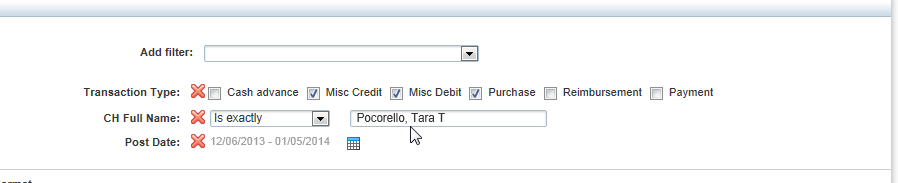 Add filter:
Transaction Type: Cash advance Misc Credit Misc Debit Purchase Reimbursement Payment
CH Full Name: Is exactly Pocorello, Tara T
Post Date: 12/06/2013 - 01/05/2014